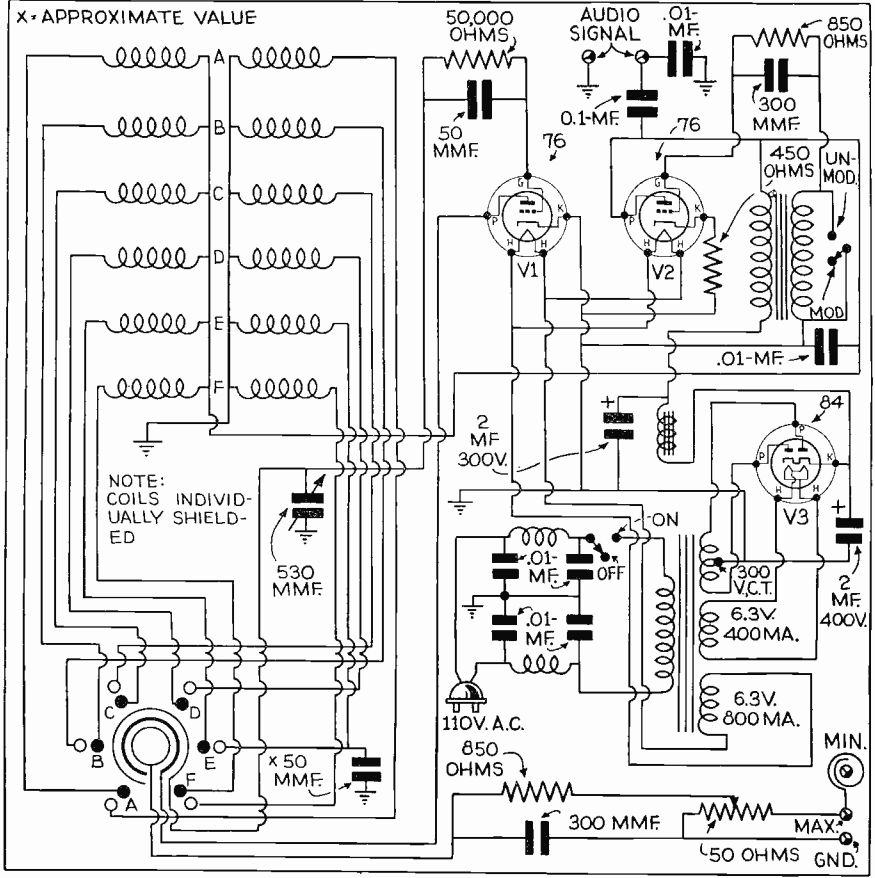 X=APPROXIMATE VALUE
50,000
OHMS
AUDIO
SIGNAL
.01-
MF.
850
OHMS
A
B
C
D
E
F
50
MMF.
0.1-MF.
300
MMF.
76
76
450
OHMS
UN-
MOD.
G
P
K
H
H
V1
G
P
K
H
H
V2
MOD.
.01-MF.
2
MF.
300V.
+
84
P
P
K
H
H
V3
+
2
MF.
400V.
NOTE:
COILS INDIVID-
UALLY SHIELD-
ED
530
MMF.
ON
OFF
.01-
MF.
.01-
MF.
300
V.C.T.
6.3V.
400MA.
6.3V.
800MA.
110V. A.C.
C
D
B
E
A
F
x 50
MMF.
850
OHMS
300 MMF.
50 OHMS
MIN.
MAX.
GND.